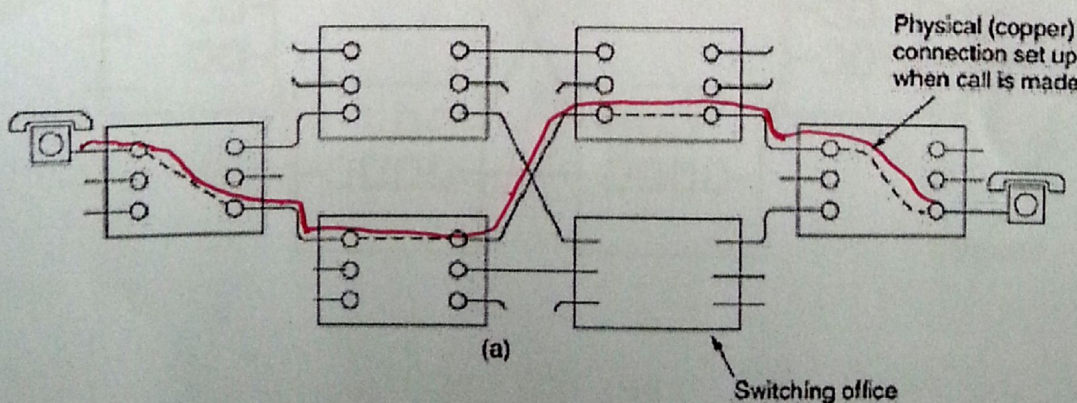 Physical (copper)
connection set up
when call is made
(a)
Switching office